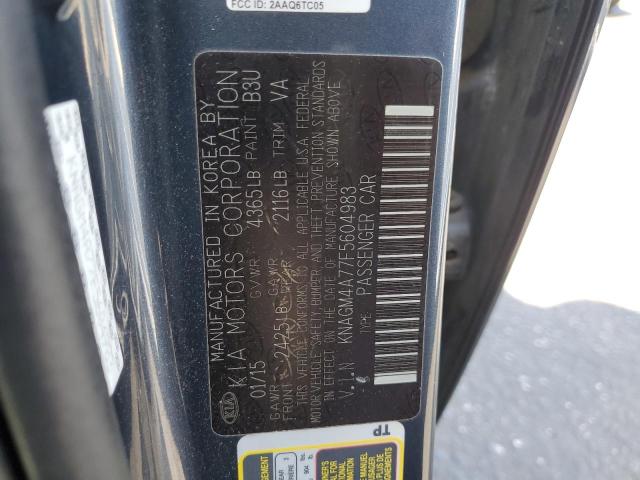 FCC ID: 2AAQ6TC05
MANUFACTURED IN KOREA BY
KIA KIA MOTORS CORPORATION
01/15 GVWR 4365LB PAINT B3U
GAWR FRONT 2425LB GAWR REAR 2116LB TRIM VA
THIS VEHICLE CONFORMS TO ALL APPLICABLE U.S.A. FEDERAL
MOTOR VEHICLE SAFETY, BUMPER AND THEFT PREVENTION STANDARDS
IN EFFECT ON THE DATE OF MANUFACTURE SHOWN ABOVE
V.I.N. KNAGM4A77F5604983
TYPE: PASSENGER CAR
TP